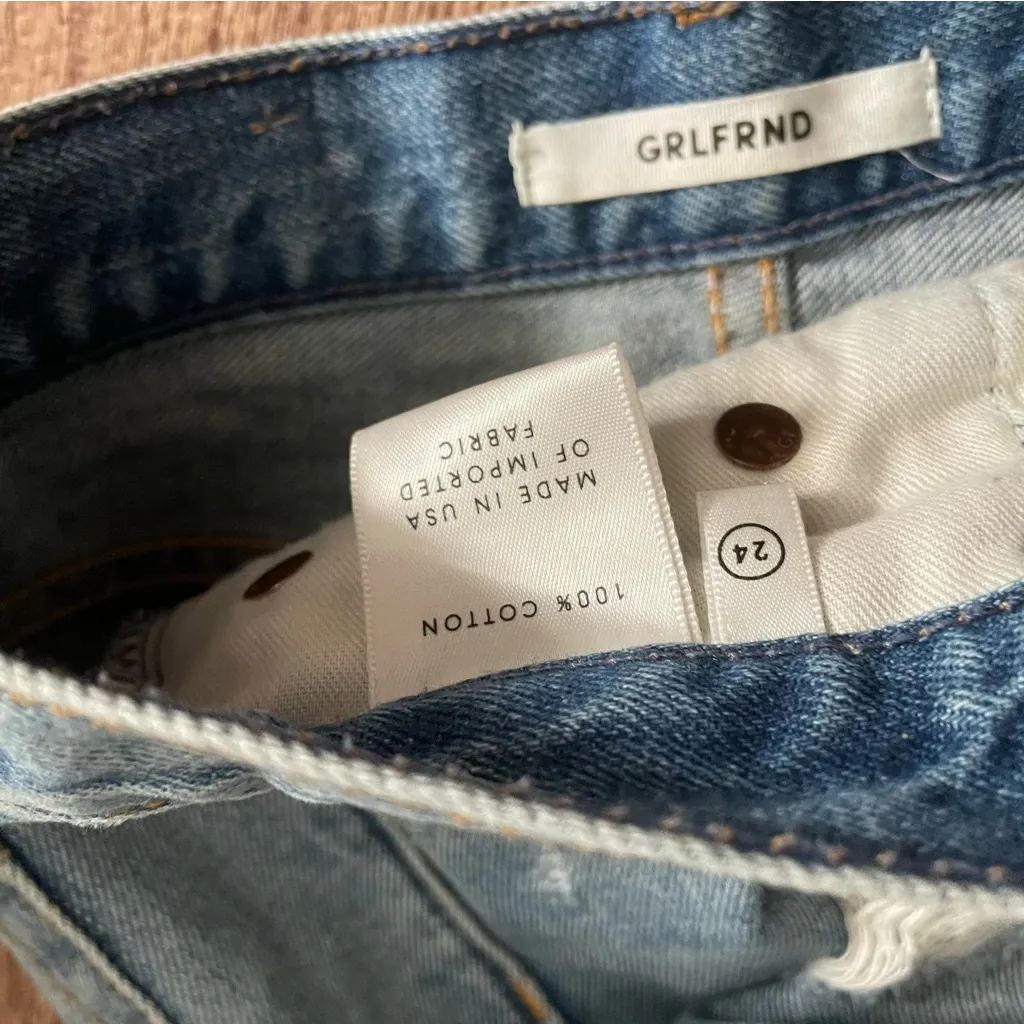 GRLFRND
100% COTTON
MADE IN USA
OF IMPORTED
FABRIC
24